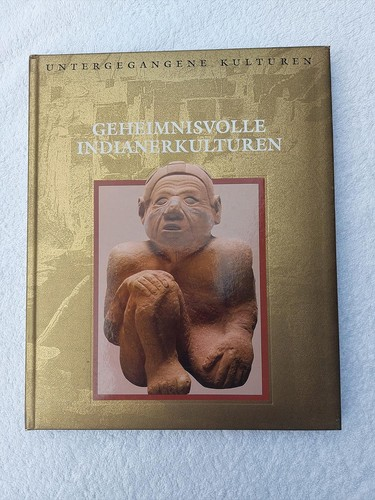 UNTERGEGANGENE KULTUREN
GEHEIMNISVOLLE
INDIANERKULTUREN